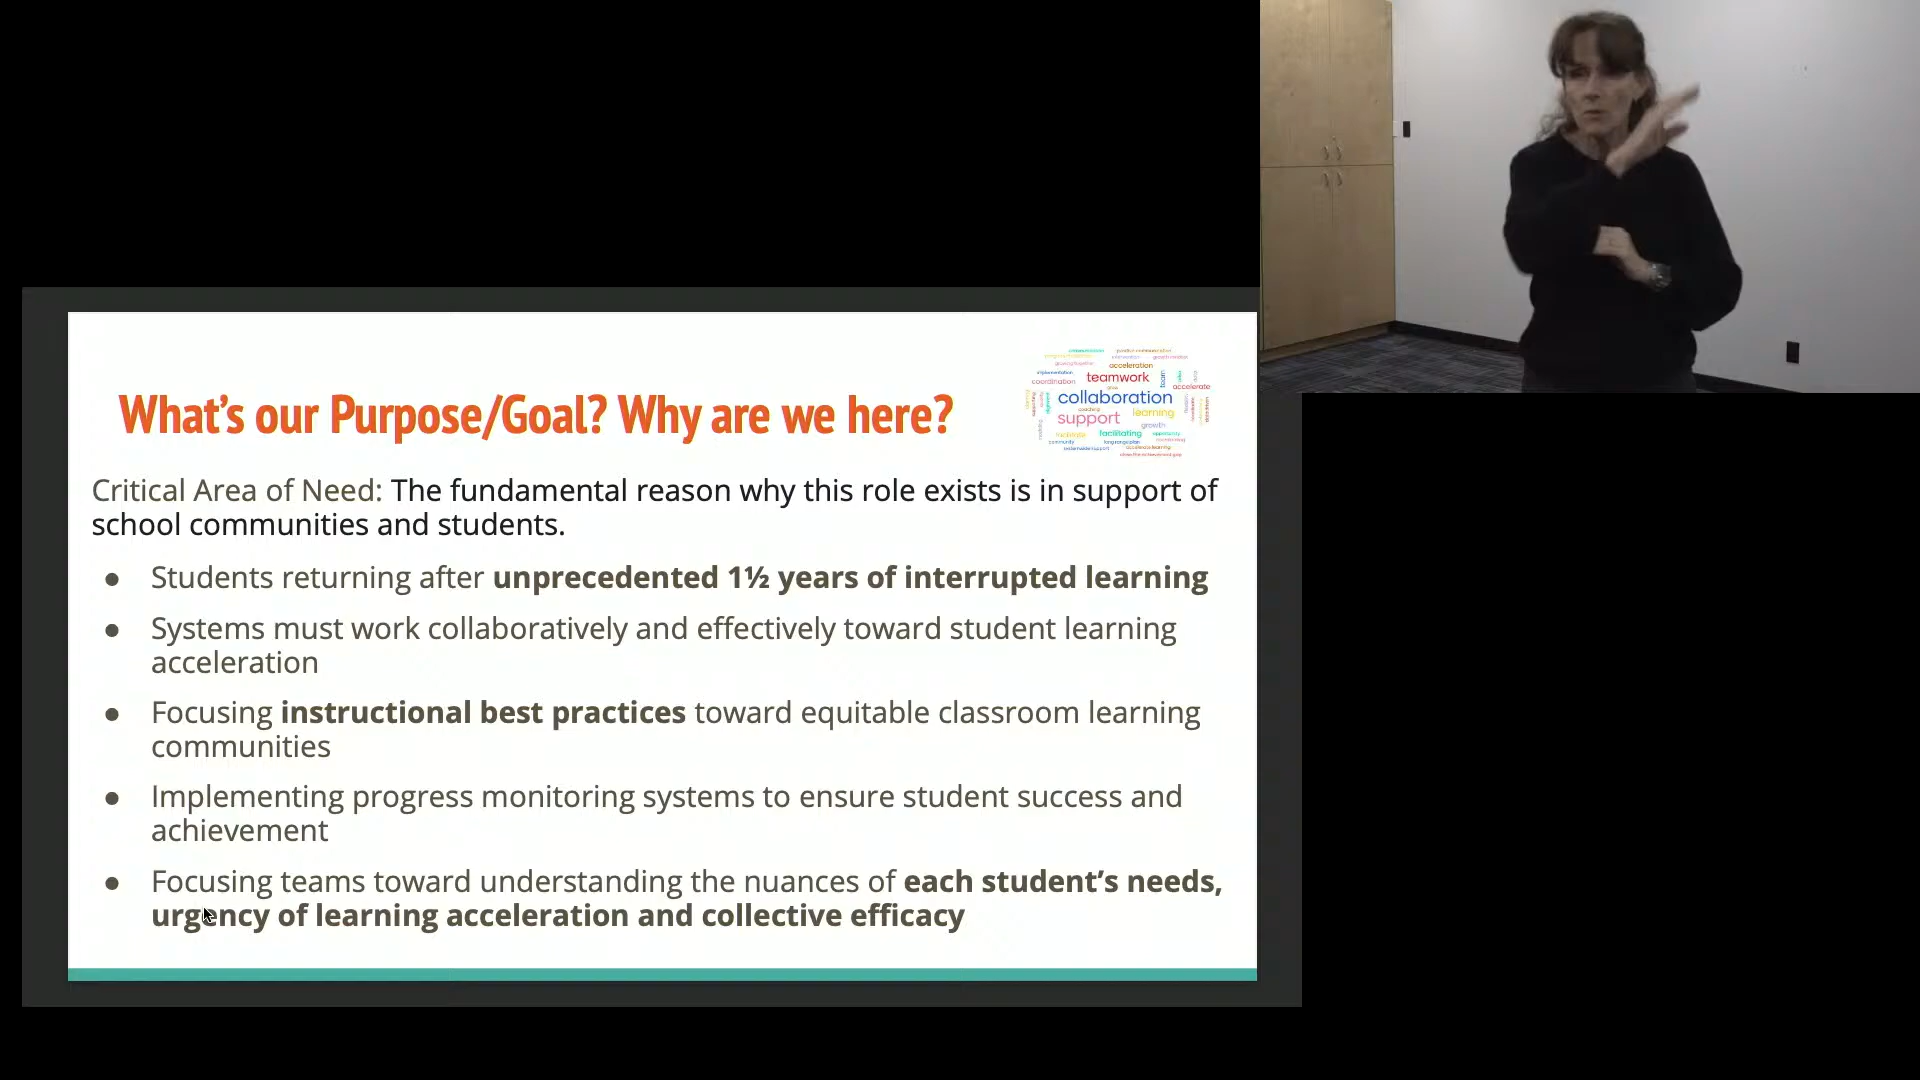 What's our Purpose/Goal? Why are we here?
acceleration
teamwork
coordination
team
accelerate
collaboration
coaching
support
learning
growth
facilitating
Critical Area of Need: The fundamental reason why this role exists is in support of
school communities and students.
● Students returning after unprecedented 1½ years of interrupted learning
● Systems must work collaboratively and effectively toward student learning
acceleration
● Focusing instructional best practices toward equitable classroom learning
communities
● Implementing progress monitoring systems to ensure student success and
achievement
● Focusing teams toward understanding the nuances of each student's needs,
urgency of learning acceleration and collective efficacy